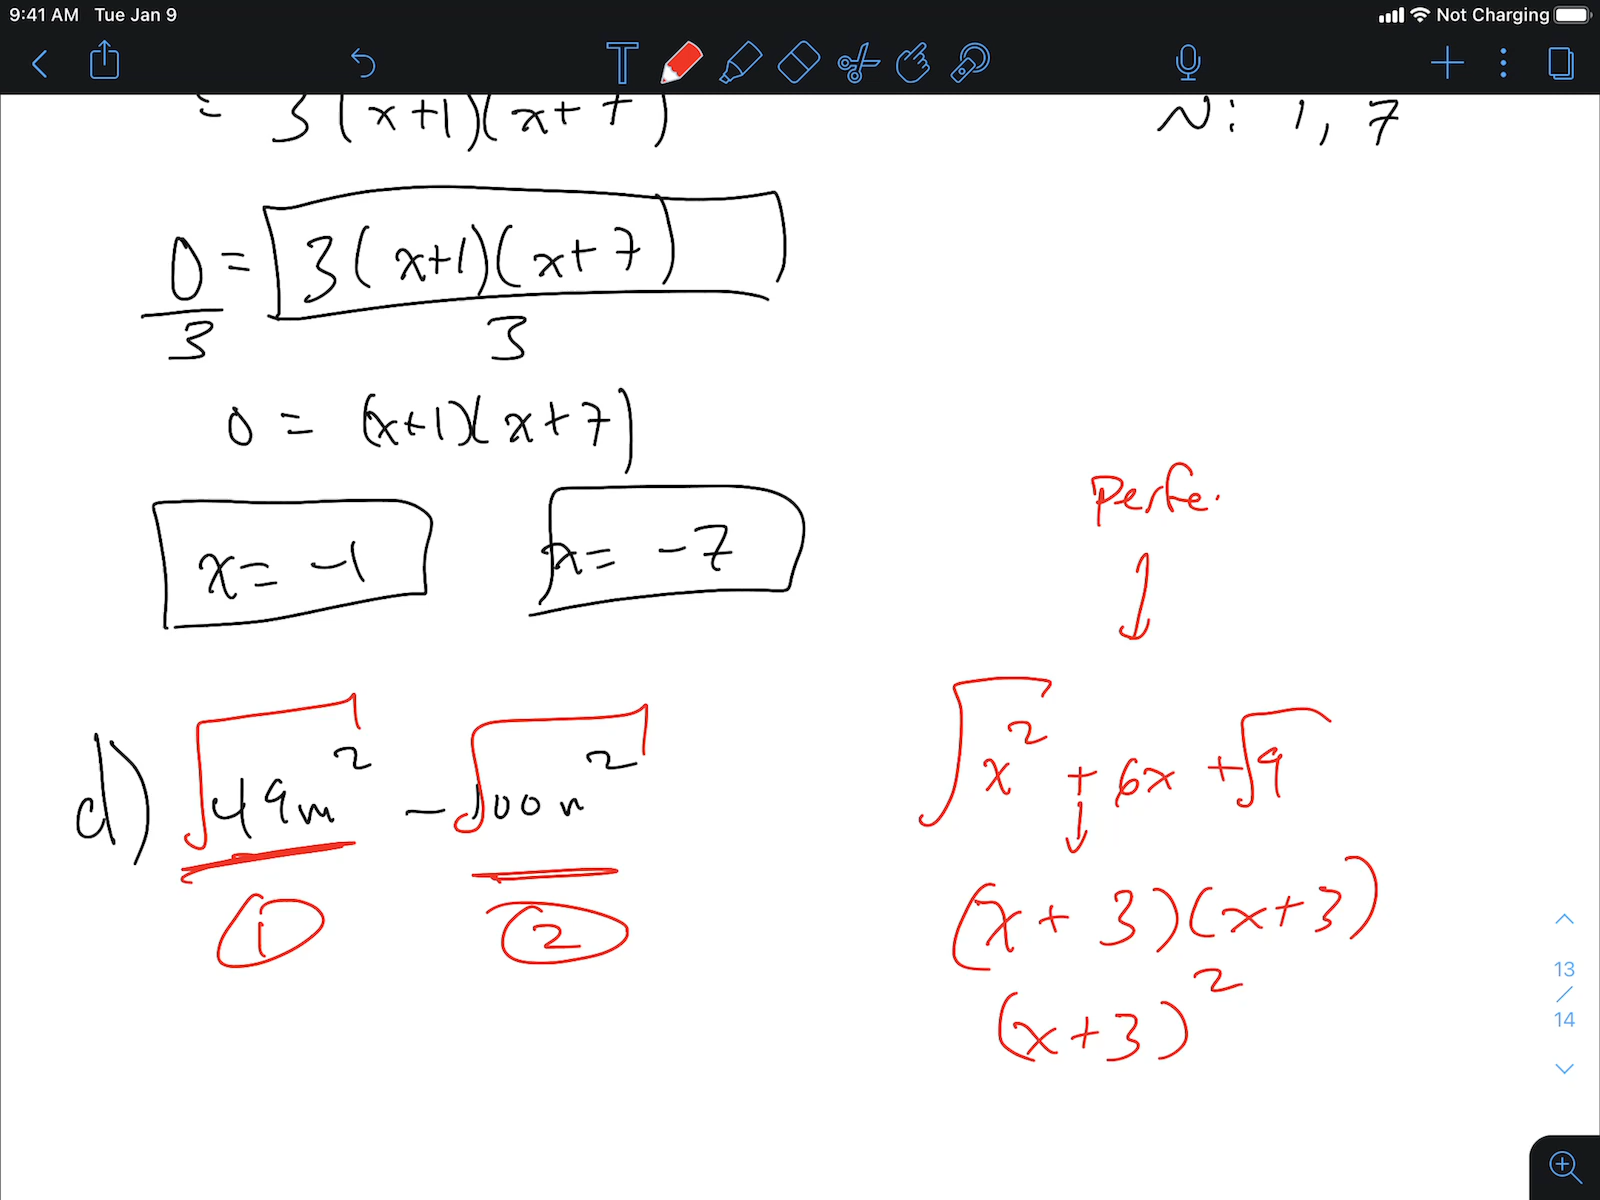 9:41 AM Tue Jan 9
Not Charging
= 3(x+1)(x+7)
N: 1, 7
0 = 3(x+1)(x+7)
3 3
0 = (x+1)(x+7)
x = -1
x = -7
Perfe.
d) √49m² - √100n²
√x² + 6x + √9
1
2
(x+3)(x+3)
(x+3)²
13
/
14